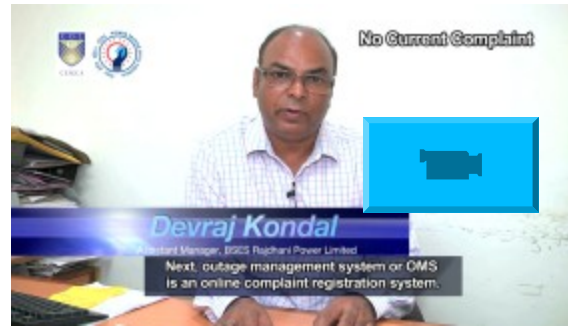 No Current Complaint
CEMCA
Devraj Kondal
Assistant Manager, BSES Rajdhani Power Limited
Next, outage management system or OMS
is an online complaint registration system.